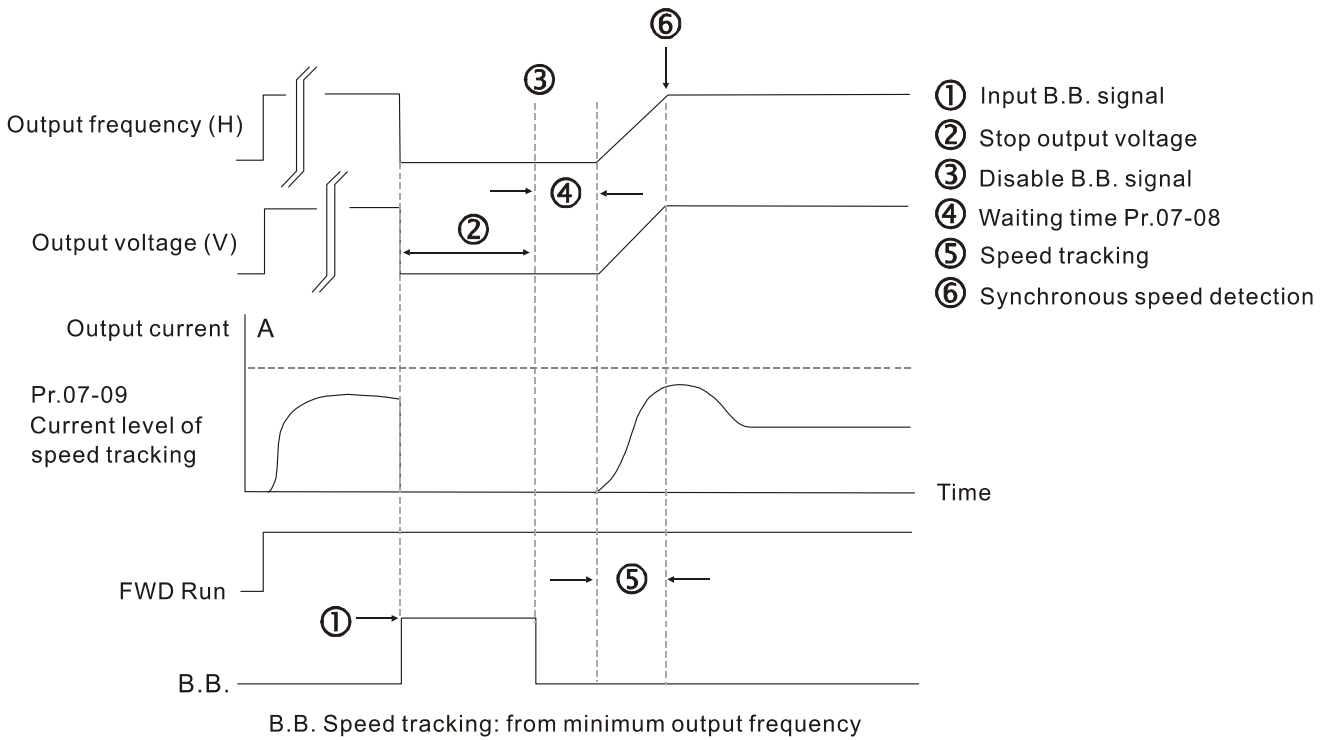 ⑥
③
Output frequency (H)
④
Output voltage (V)
②
① Input B.B. signal
② Stop output voltage
③ Disable B.B. signal
④ Waiting time Pr.07-08
⑤ Speed tracking
⑥ Synchronous speed detection
Output current A
Pr.07-09
Current level of
speed tracking
Time
FWD Run
⑤
①
B.B.
B.B. Speed tracking: from minimum output frequency